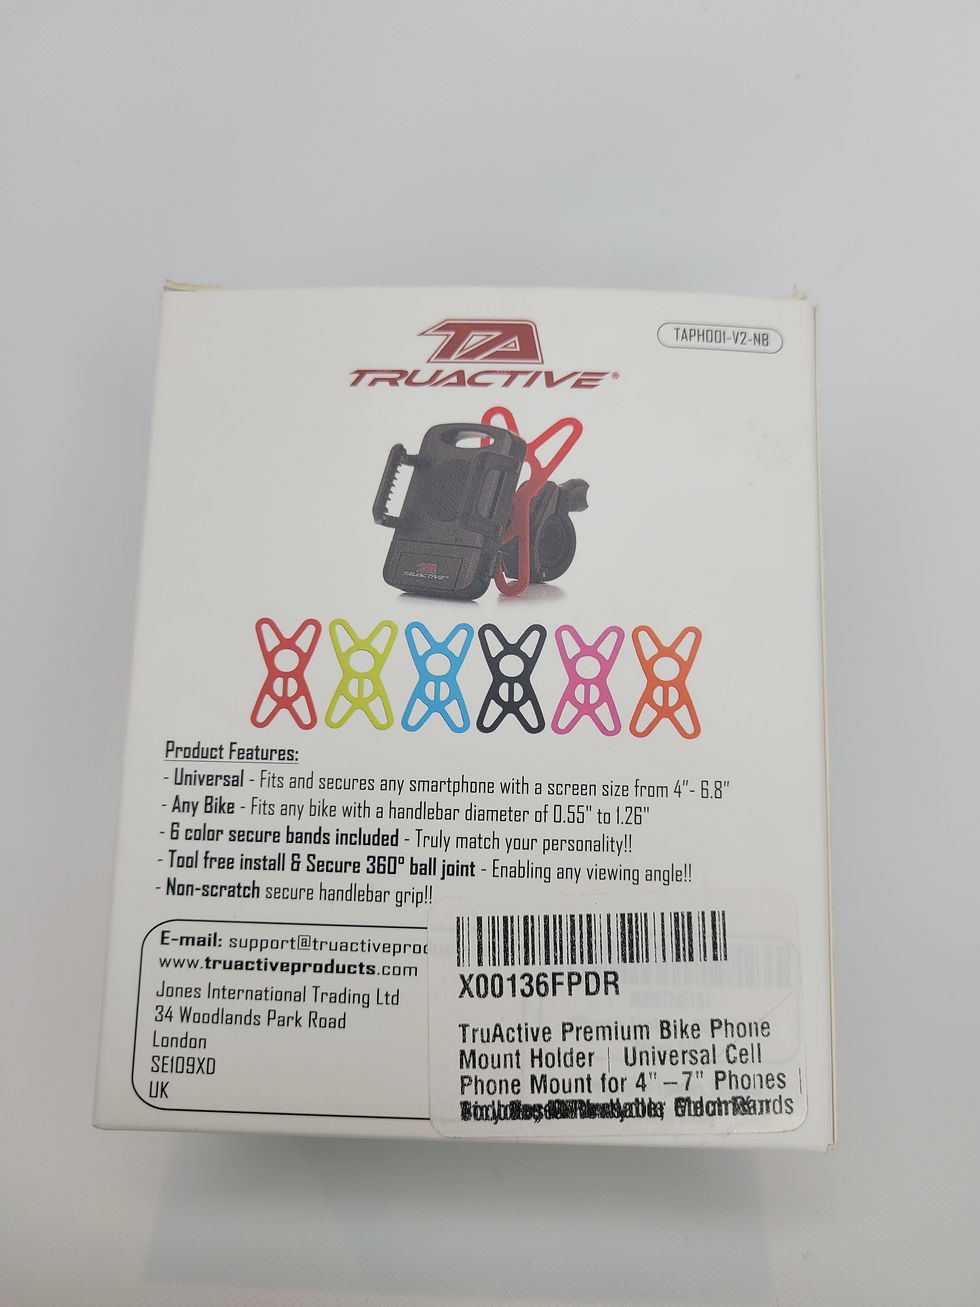 TA
TRUACTIVE®
TAPH001-V2-NB
TRUACTIVE
Product Features:
- Universal - Fits and secures any smartphone with a screen size from 4"- 6.8"
- Any Bike - Fits any bike with a handlebar diameter of 0.55" to 1.26"
- 6 color secure bands included - Truly match your personality!!
- Tool free install & Secure 360° ball joint - Enabling any viewing angle!!
- Non-scratch secure handlebar grip!!
E-mail: support@truactiveprod
www.truactiveproducts.com
Jones International Trading Ltd
34 Woodlands Park Road
London
SE109XD
UK
X00136FPDR
TruActive Premium Bike Phone
Mount Holder | Universal Cell
Phone Mount for 4" –7" Phones |